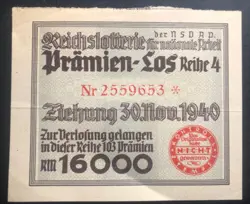 Reichslotterie der NSDAP.
für nationale Arbeit
Prämien-Los Reihe 4
Nr 2559653 *
Ziehung 30. Nov. 1940
Zur Verlosung gelangen
in dieser Reihe 103 Prämien
RM 16000
NICHT